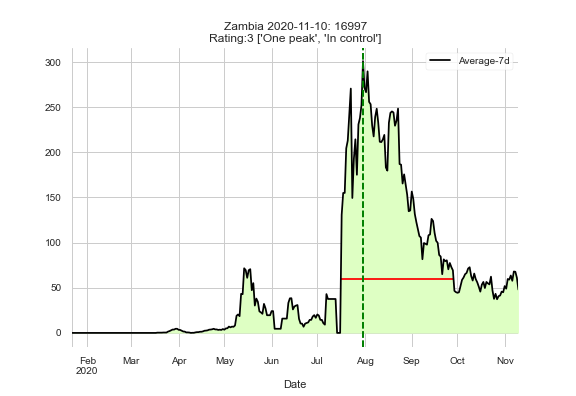 Zambia 2020-11-10: 16997
Rating:3 ['One peak', 'In control']
Average-7d
300
250
200
150
100
50
0
Feb Mar Apr May Jun Jul Aug Sep Oct Nov
2020
Date